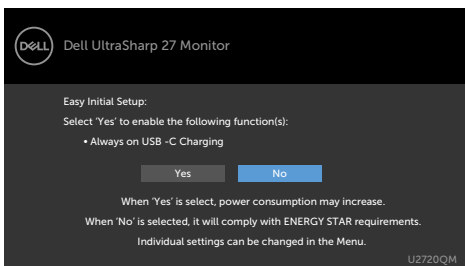 DELL Dell UltraSharp 27 Monitor
Easy Initial Setup:
Select ‘Yes’ to enable the following function(s):
• Always on USB -C Charging
Yes No
When ‘Yes’ is select, power consumption may increase.
When ‘No’ is selected, it will comply with ENERGY STAR requirements.
Individual settings can be changed in the Menu.
U2720QM